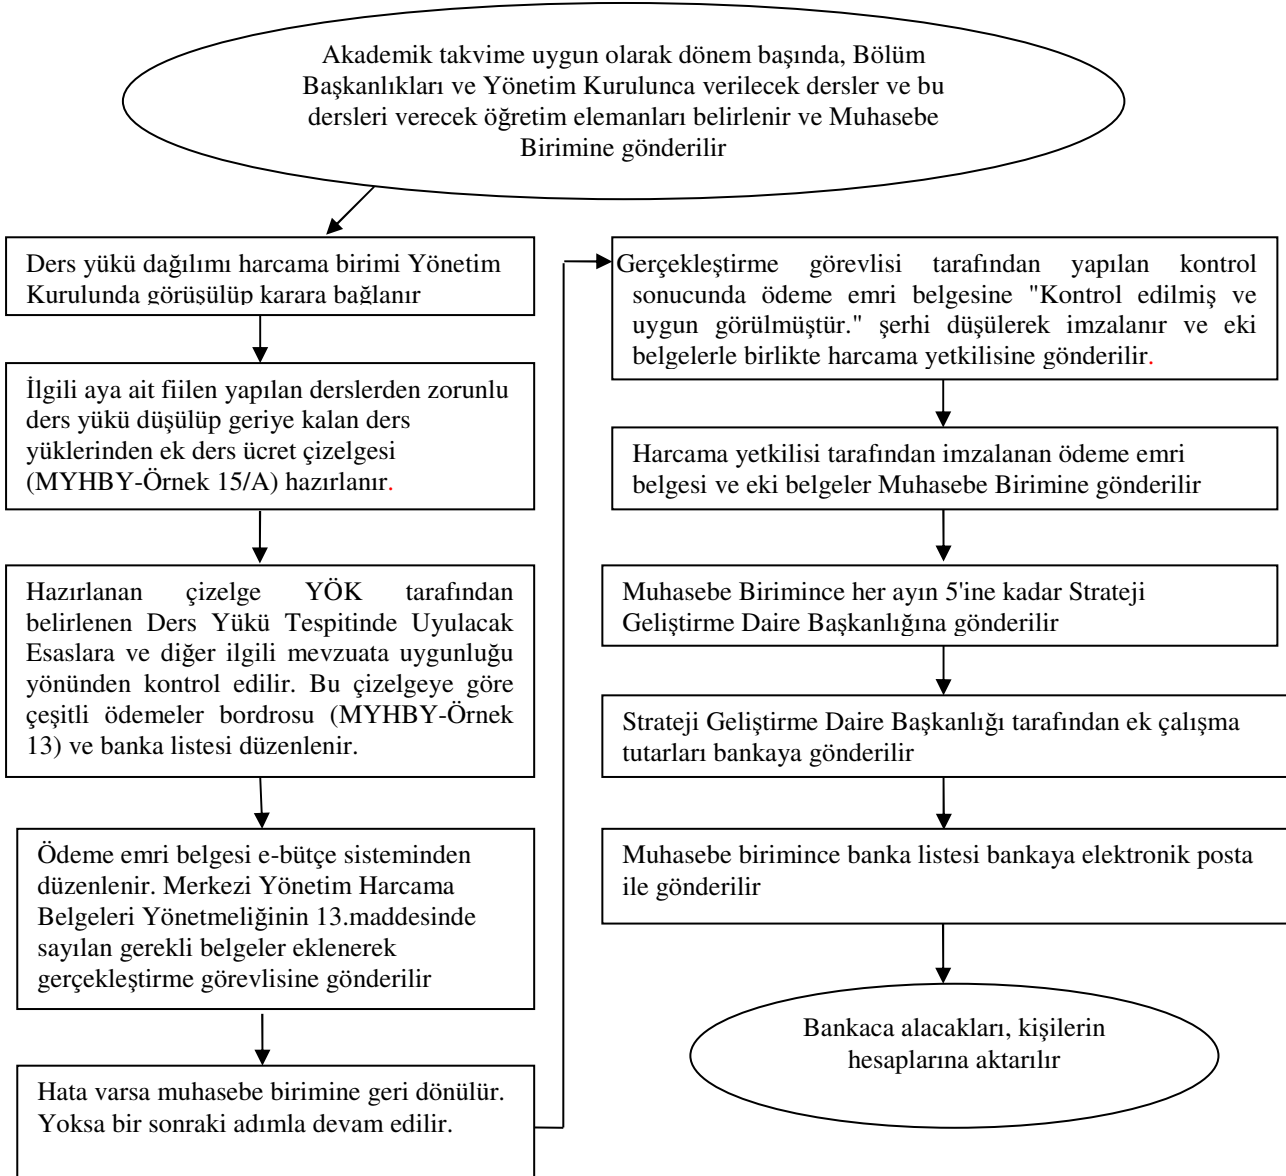 Akademik takvime uygun olarak dönem başında, Bölüm
Başkanlıkları ve Yönetim Kurulunca verilecek dersler ve bu
dersleri verecek öğretim elemanları belirlenir ve Muhasebe
Birimine gönderilir
Ders yükü dağılımı harcama birimi Yönetim
Kurulunda görüşülüp karara bağlanır
İlgili aya ait fiilen yapılan derslerden zorunlu
ders yükü düşülüp geriye kalan ders
yüklerinden ek ders ücret çizelgesi
(MYHBY-Örnek 15/A) hazırlanır.
Hazırlanan çizelge YÖK tarafından
belirlenen Ders Yükü Tespitinde Uyulacak
Esaslara ve diğer ilgili mevzuata uygunluğu
yönünden kontrol edilir. Bu çizelgeye göre
çeşitli ödemeler bordrosu (MYHBY-Örnek
13) ve banka listesi düzenlenir.
Ödeme emri belgesi e-bütçe sisteminden
düzenlenir. Merkezi Yönetim Harcama
Belgeleri Yönetmeliğinin 13.maddesinde
sayılan gerekli belgeler eklenerek
gerçekleştirme görevlisine gönderilir
Hata varsa muhasebe birimine geri dönülür.
Yoksa bir sonraki adımla devam edilir.
Gerçekleştirme görevlisi tarafından yapılan kontrol
sonucunda ödeme emri belgesine "Kontrol edilmiş ve
uygun görülmüştür." şerhi düşülerek imzalanır ve eki
belgelerle birlikte harcama yetkilisine gönderilir.
Harcama yetkilisi tarafından imzalanan ödeme emri
belgesi ve eki belgeler Muhasebe Birimine gönderilir
Muhasebe Birimince her ayın 5'ine kadar Strateji
Geliştirme Daire Başkanlığına gönderilir
Strateji Geliştirme Daire Başkanlığı tarafından ek çalışma
tutarları bankaya gönderilir
Muhasebe birimince banka listesi bankaya elektronik posta
ile gönderilir
Bankaca alacakları, kişilerin
hesaplarına aktarılır